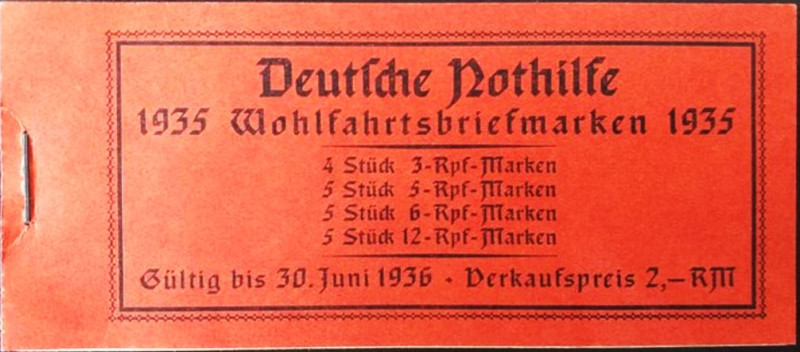 Deutsche Nothilfe
1935 Wohlfahrtsbriefmarken 1935
4 Stück 3-Rpf-Marken
5 Stück 5-Rpf-Marken
5 Stück 6-Rpf-Marken
5 Stück 12-Rpf-Marken
Gültig bis 30. Juni 1936 · Verkaufspreis 2,— RM